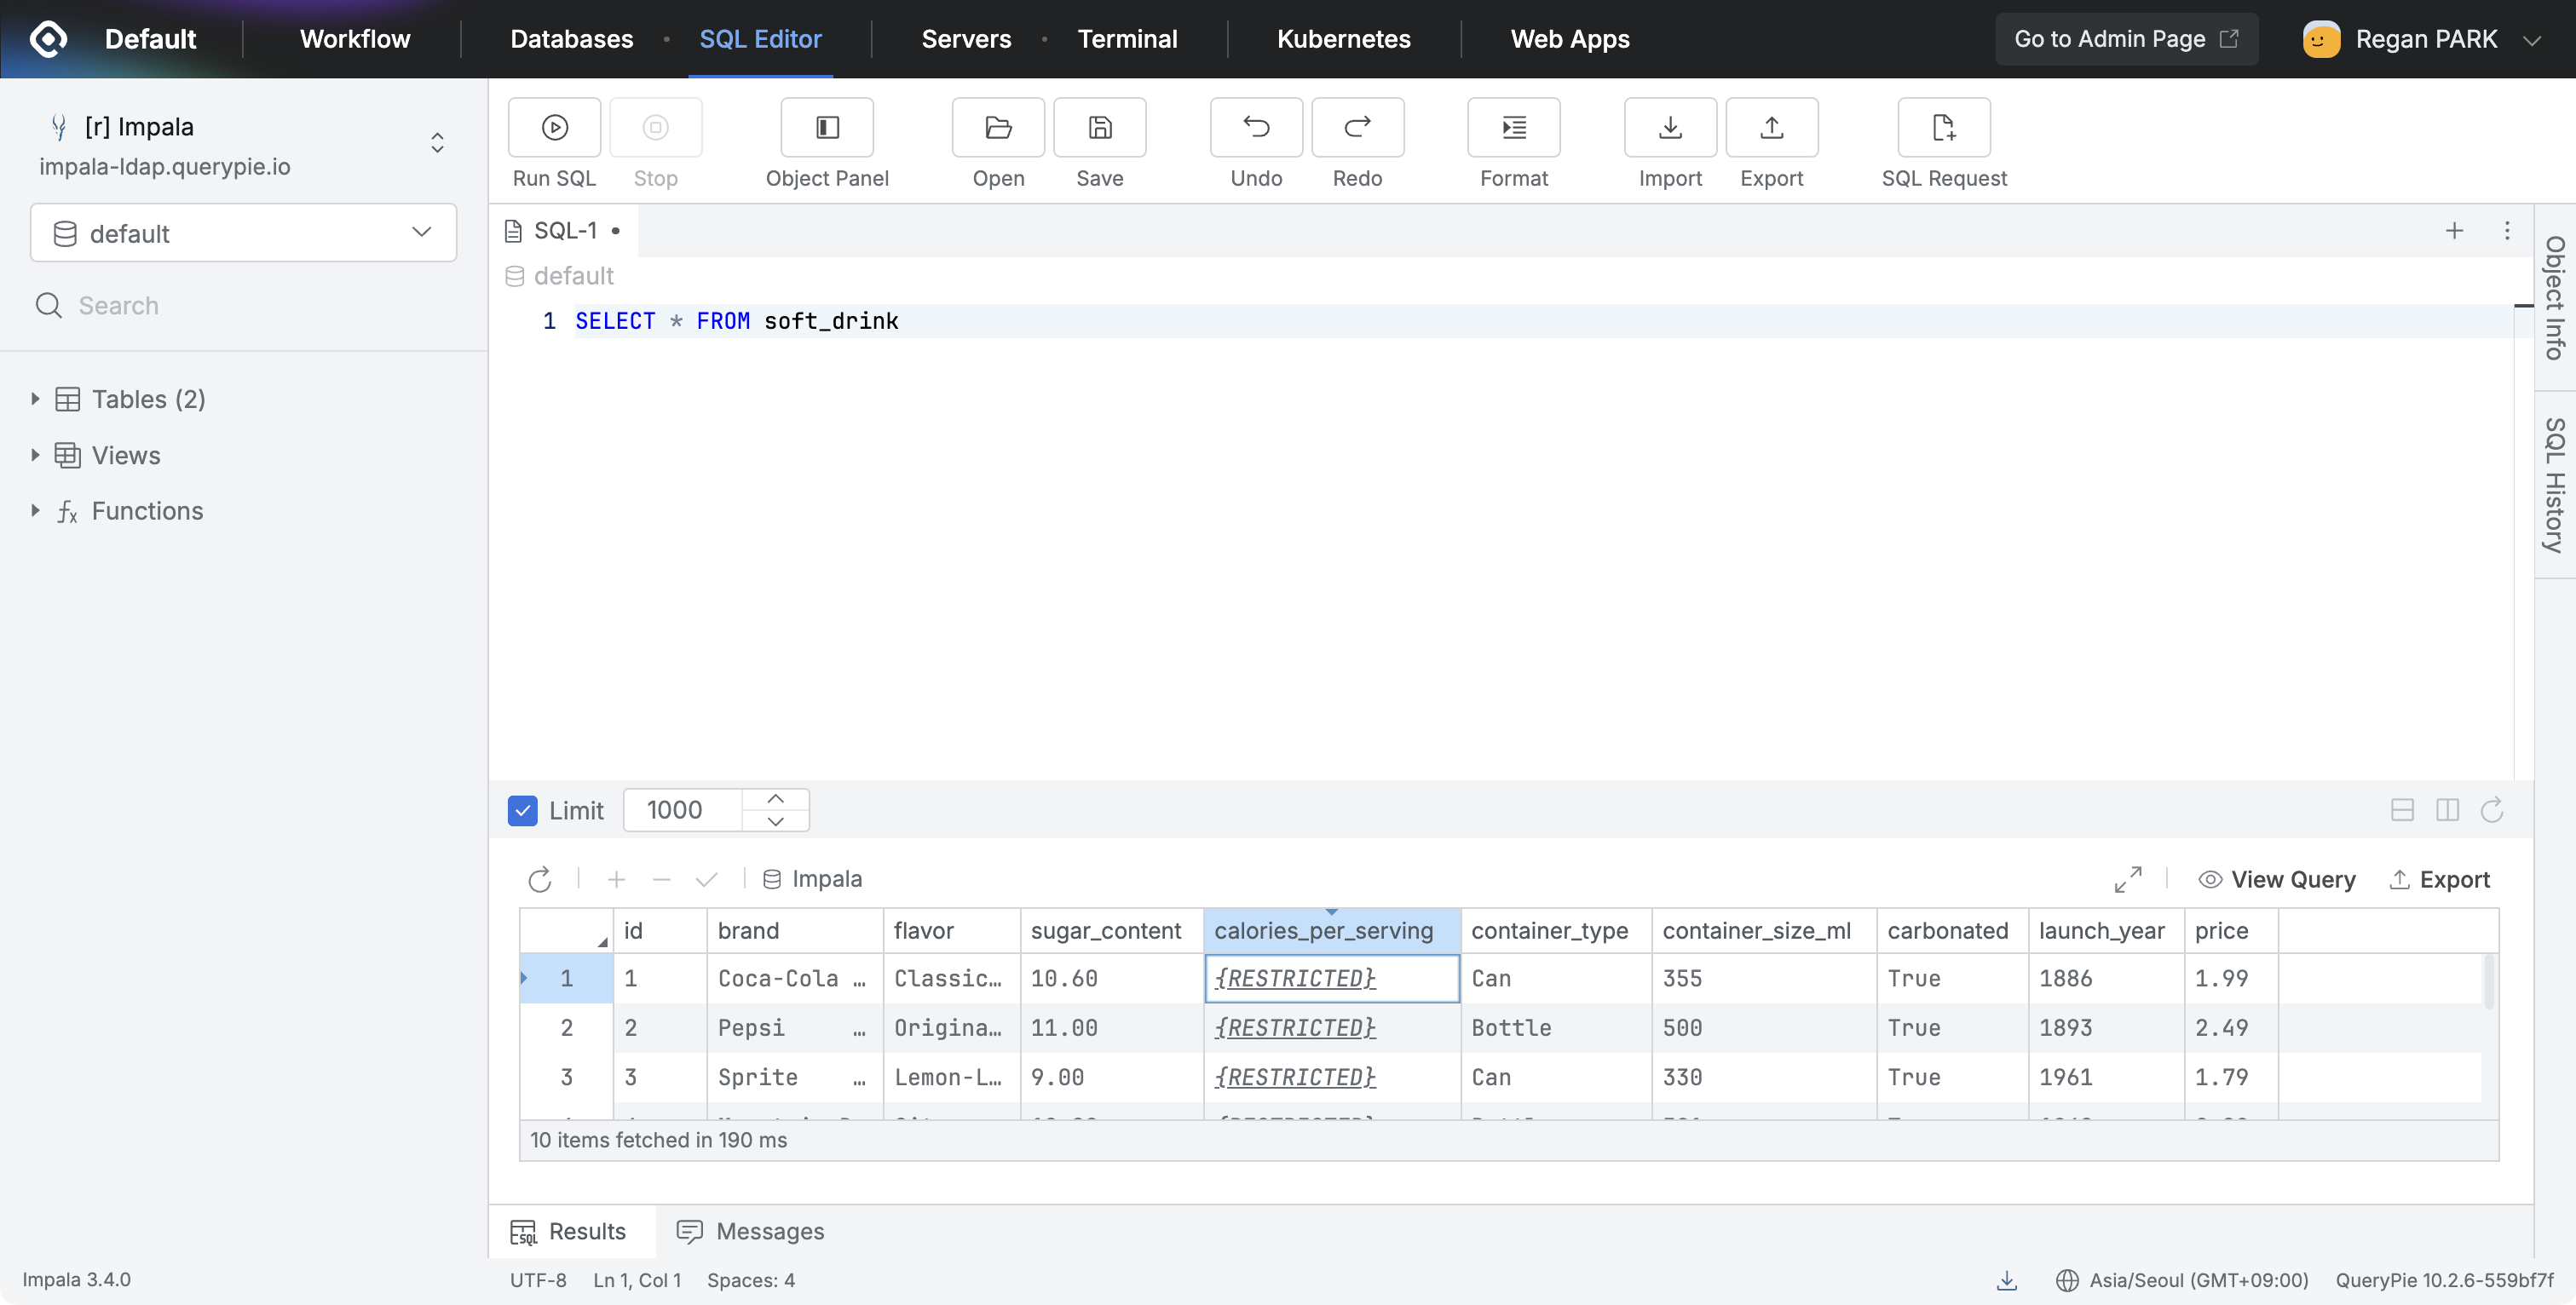 Default
Workflow
Databases
SQL Editor
Servers
Terminal
Kubernetes
Web Apps
Go to Admin Page
Regan PARK
[r] Impala
impala-ldap.querypie.io
default
Search
Tables (2)
Views
Functions
Run SQL
Stop
Object Panel
Open
Save
Undo
Redo
Format
Import
Export
SQL Request
SQL-1 •
default
1 SELECT * FROM soft_drink
Object Info
SQL History
Limit 1000
Impala
View Query
Export
id brand flavor sugar_content calories_per_serving container_type container_size_ml carbonated launch_year price
1 1 Coca-Cola … Classic… 10.60 {RESTRICTED} Can 355 True 1886 1.99
2 2 Pepsi … Origina… 11.00 {RESTRICTED} Bottle 500 True 1893 2.49
3 3 Sprite … Lemon-L… 9.00 {RESTRICTED} Can 330 True 1961 1.79
10 items fetched in 190 ms
Results
Messages
Impala 3.4.0
UTF-8 Ln 1, Col 1 Spaces: 4
Asia/Seoul (GMT+09:00) QueryPie 10.2.6-559bf7f